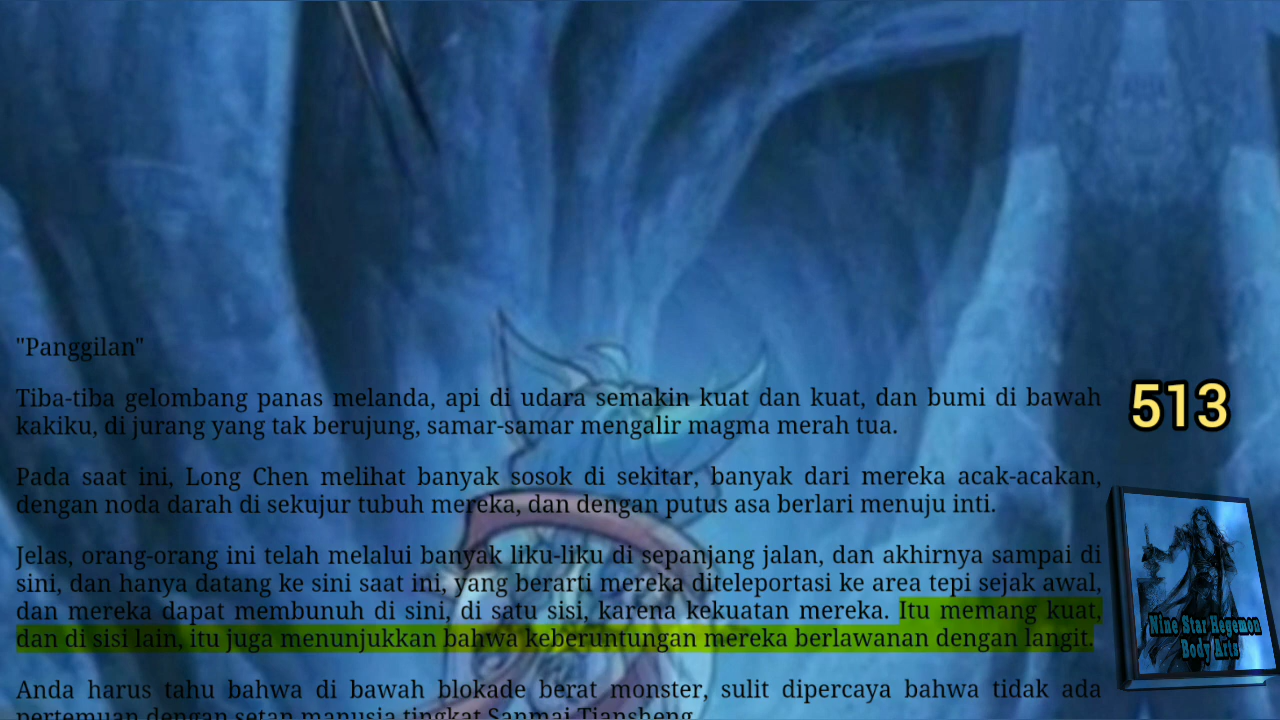 "Panggilan"
Tiba-tiba gelombang panas melanda, api di udara semakin kuat dan kuat, dan bumi di bawah
kakiku, di jurang yang tak berujung, samar-samar mengalir magma merah tua.
Pada saat ini, Long Chen melihat banyak sosok di sekitar, banyak dari mereka acak-acakan,
dengan noda darah di sekujur tubuh mereka, dan dengan putus asa berlari menuju inti.
Jelas, orang-orang ini telah melalui banyak liku-liku di sepanjang jalan, dan akhirnya sampai di
sini, dan hanya datang ke sini saat ini, yang berarti mereka diteleportasi ke area tepi sejak awal,
dan mereka dapat membunuh di sini, di satu sisi, karena kekuatan mereka. Itu memang kuat,
dan di sisi lain, itu juga menunjukkan bahwa keberuntungan mereka berlawanan dengan langit.
Anda harus tahu bahwa di bawah blokade berat monster, sulit dipercaya bahwa tidak ada
pertemuan dengan setan manusia tingkat Sanmai Tiansheng.
513
Nine Star Hegemon
Body Arts